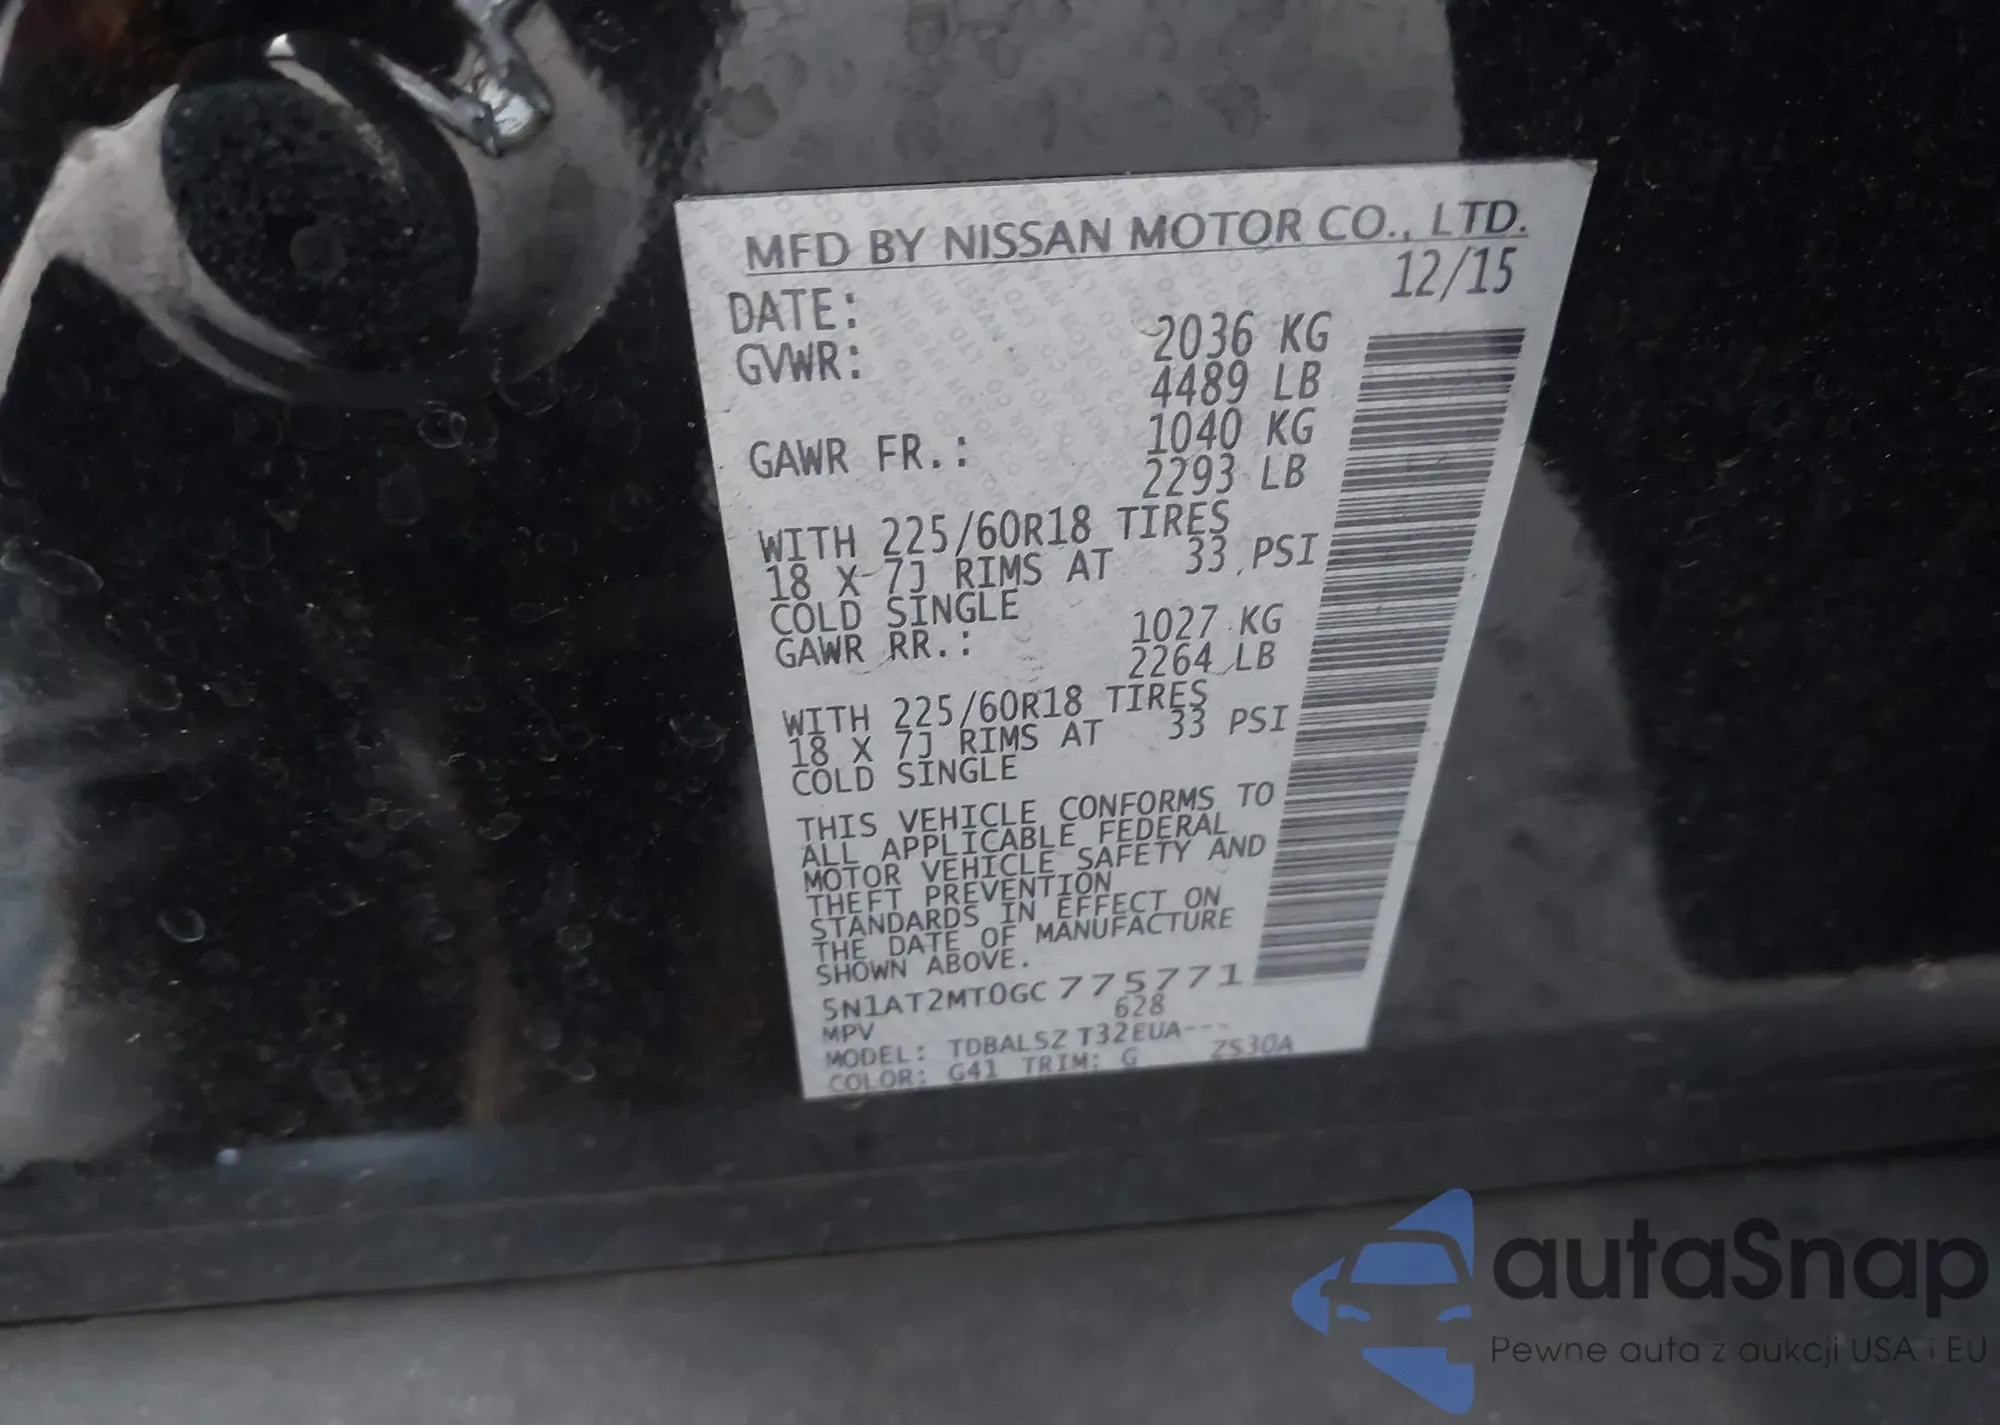 MFD BY NISSAN MOTOR CO., LTD.
DATE: 12/15
GVWR: 2036 KG
4489 LB
GAWR FR.: 1040 KG
2293 LB
WITH 225/60R18 TIRES
18 X 7J RIMS AT 33 PSI
COLD SINGLE
GAWR RR.: 1027 KG
2264 LB
WITH 225/60R18 TIRES
18 X 7J RIMS AT 33 PSI
COLD SINGLE
THIS VEHICLE CONFORMS TO
ALL APPLICABLE FEDERAL
MOTOR VEHICLE SAFETY AND
THEFT PREVENTION
STANDARDS IN EFFECT ON
THE DATE OF MANUFACTURE
SHOWN ABOVE.
5N1AT2MT0GC775771
MPV 628
MODEL: TDBALSZ T32EUA---
COLOR: G41 TRIM: G ZS30A
autaSnap
Pewne auta z aukcji USA i EU